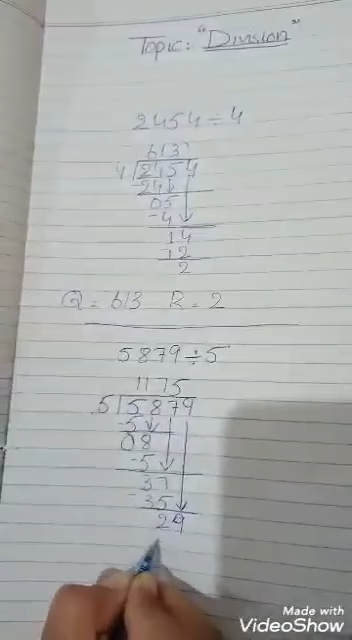 Topic: "Division"
2454 ÷ 4
613
4 2454
24
05
-4
14
12
2
Q = 613 R = 2
5879 ÷ 5
1175
5 5879
-5
08
-5
37
-35
29
Made with
VideoShow